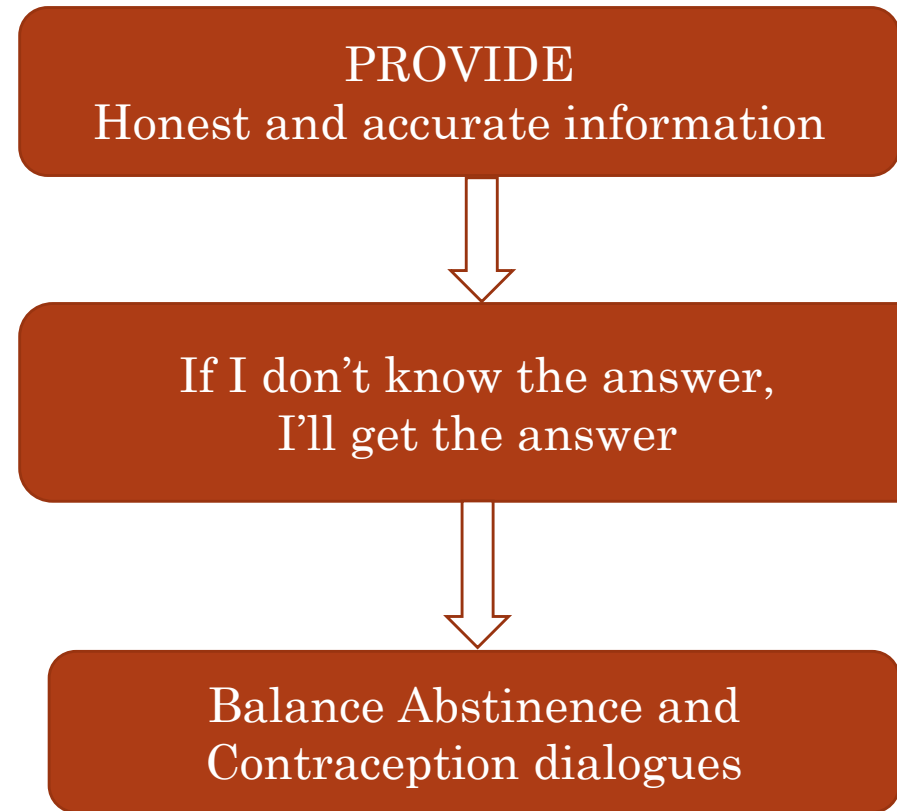 PROVIDE
Honest and accurate information
If I don’t know the answer,
I’ll get the answer
Balance Abstinence and
Contraception dialogues